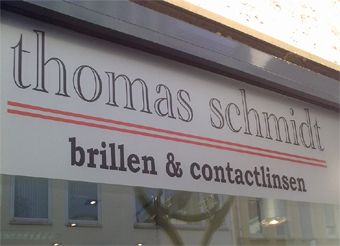 thomas schmidt
brillen & contactlinsen